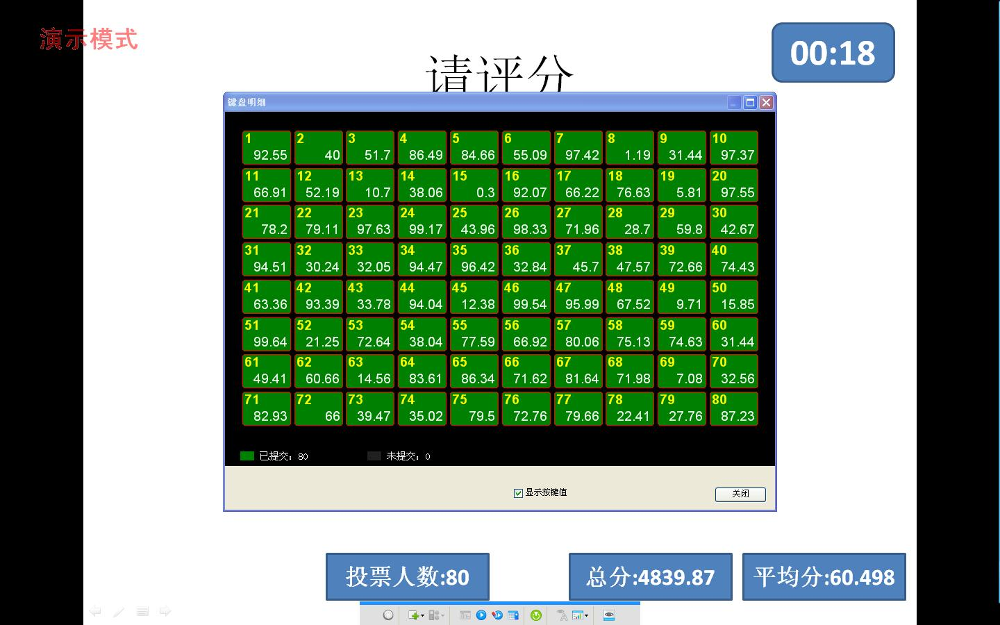 演示模式
00:18
请评分
键盘明细
1 2 3 4 5 6 7 8 9 10
92.55 40 51.7 86.49 84.66 55.09 97.42 1.19 31.44 97.37
11 12 13 14 15 16 17 18 19 20
66.91 52.19 10.7 38.06 0.3 92.07 66.22 76.63 5.81 97.55
21 22 23 24 25 26 27 28 29 30
78.2 79.11 97.63 99.17 43.96 98.33 71.96 28.7 59.8 42.67
31 32 33 34 35 36 37 38 39 40
94.51 30.24 32.05 94.47 96.42 32.84 45.7 47.57 72.66 74.43
41 42 43 44 45 46 47 48 49 50
63.36 93.39 33.78 94.04 12.38 99.54 95.99 67.52 9.71 15.85
51 52 53 54 55 56 57 58 59 60
99.64 21.25 72.64 38.04 77.59 66.92 80.06 75.13 74.63 31.44
61 62 63 64 65 66 67 68 69 70
49.41 60.66 14.56 83.61 86.34 71.62 81.64 71.98 7.08 32.56
71 72 73 74 75 76 77 78 79 80
82.93 66 39.47 35.02 79.5 72.76 79.66 22.41 27.76 87.23
已提交：80 未提交：0
显示按键值 关闭
投票人数:80 总分:4839.87 平均分:60.498